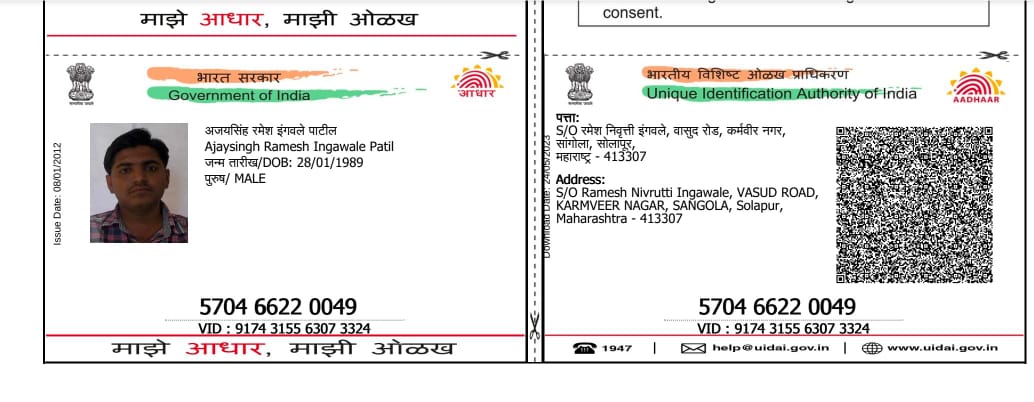 माझे आधार, माझी ओळख
consent.
भारत सरकार
Government of India
आधार
Issue Date: 08/01/2012
अजयसिंह रमेश इंगवले पाटील
Ajaysingh Ramesh Ingawale Patil
जन्म तारीख/DOB: 28/01/1989
पुरुष/ MALE
5704 6622 0049
VID : 9174 3155 6307 3324
माझे आधार, माझी ओळख
भारतीय विशिष्ट ओळख प्राधिकरण
Unique Identification Authority of India
AADHAAR
Download Date: 24/05/2023
पत्ता:
S/O रमेश निवृत्ती इंगवले, वासुद रोड, कर्मवीर नगर,
सांगोला, सोलापूर,
महाराष्ट्र - 413307
Address:
S/O Ramesh Nivrutti Ingawale, VASUD ROAD,
KARMVEER NAGAR, SANGOLA, Solapur,
Maharashtra - 413307
5704 6622 0049
VID : 9174 3155 6307 3324
1947 | help@uidai.gov.in | www.uidai.gov.in